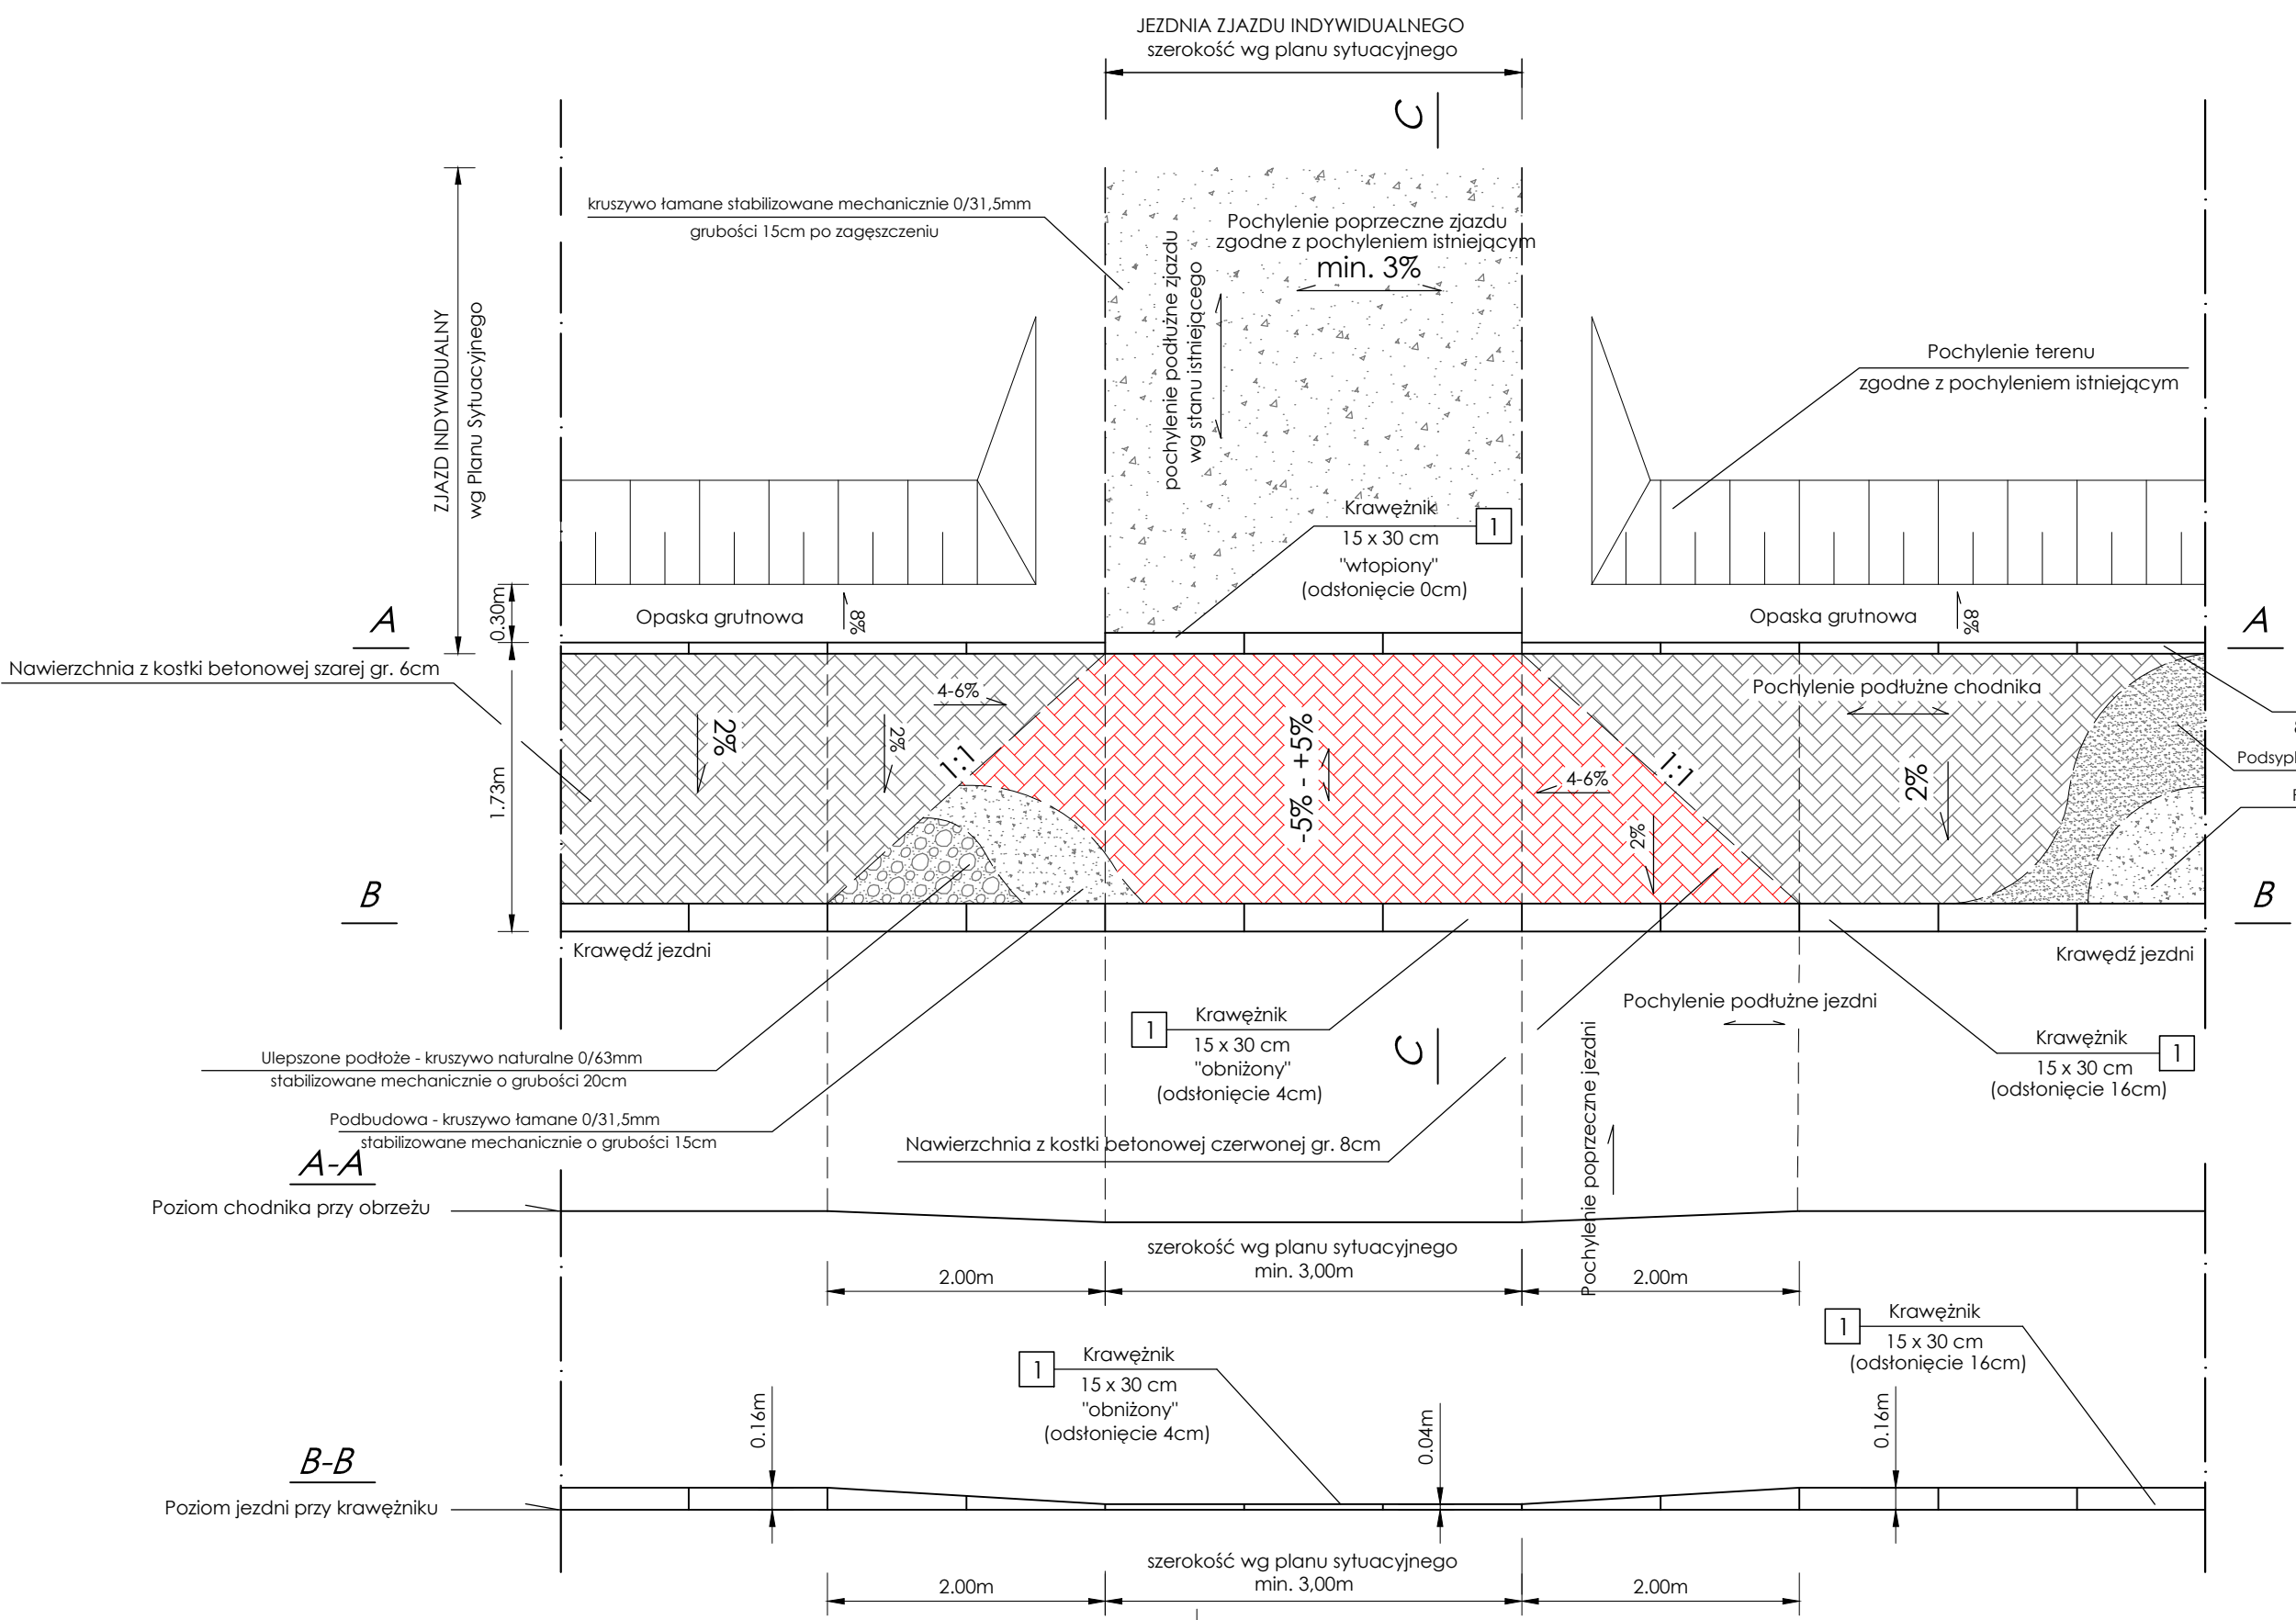 JEZDNIA ZJAZDU INDYWIDUALNEGO
szerokość wg planu sytuacyjnego
C
kruszywo łamane stabilizowane mechanicznie 0/31,5mm
grubości 15cm po zagęszczeniu
Pochylenie poprzeczne zjazdu
zgodne z pochyleniem istniejącym
min. 3%
pochylenie podłużne zjazdu
wg stanu istniejącego
ZJAZD INDYWIDUALNY
wg Planu Sytuacyjnego
Pochylenie terenu
zgodne z pochyleniem istniejącym
Krawężnik
1
15 x 30 cm
"wtopiony"
(odsłonięcie 0cm)
0.30m
Opaska grutnowa
8%
Opaska grutnowa
8%
A
A
Nawierzchnia z kostki betonowej szarej gr. 6cm
4-6%
Pochylenie podłużne chodnika
2%
2%
1:1
-5% - +5%
4-6%
1:1
2%
2%
1.73m
B
B
Krawędź jezdni
Krawędź jezdni
Pochylenie podłużne jezdni
Krawężnik
1
15 x 30 cm
"obniżony"
(odsłonięcie 4cm)
C
Krawężnik
1
15 x 30 cm
(odsłonięcie 16cm)
Ulepszone podłoże - kruszywo naturalne 0/63mm
stabilizowane mechanicznie o grubości 20cm
Podbudowa - kruszywo łamane 0/31,5mm
stabilizowane mechanicznie o grubości 15cm
Nawierzchnia z kostki betonowej czerwonej gr. 8cm
Pochylenie poprzeczne jezdni
A-A
Poziom chodnika przy obrzeżu
szerokość wg planu sytuacyjnego
2.00m
min. 3,00m
2.00m
Krawężnik
1
15 x 30 cm
(odsłonięcie 16cm)
Krawężnik
1
15 x 30 cm
"obniżony"
(odsłonięcie 4cm)
0.16m
0.04m
0.16m
B-B
Poziom jezdni przy krawężniku
szerokość wg planu sytuacyjnego
2.00m
min. 3,00m
2.00m